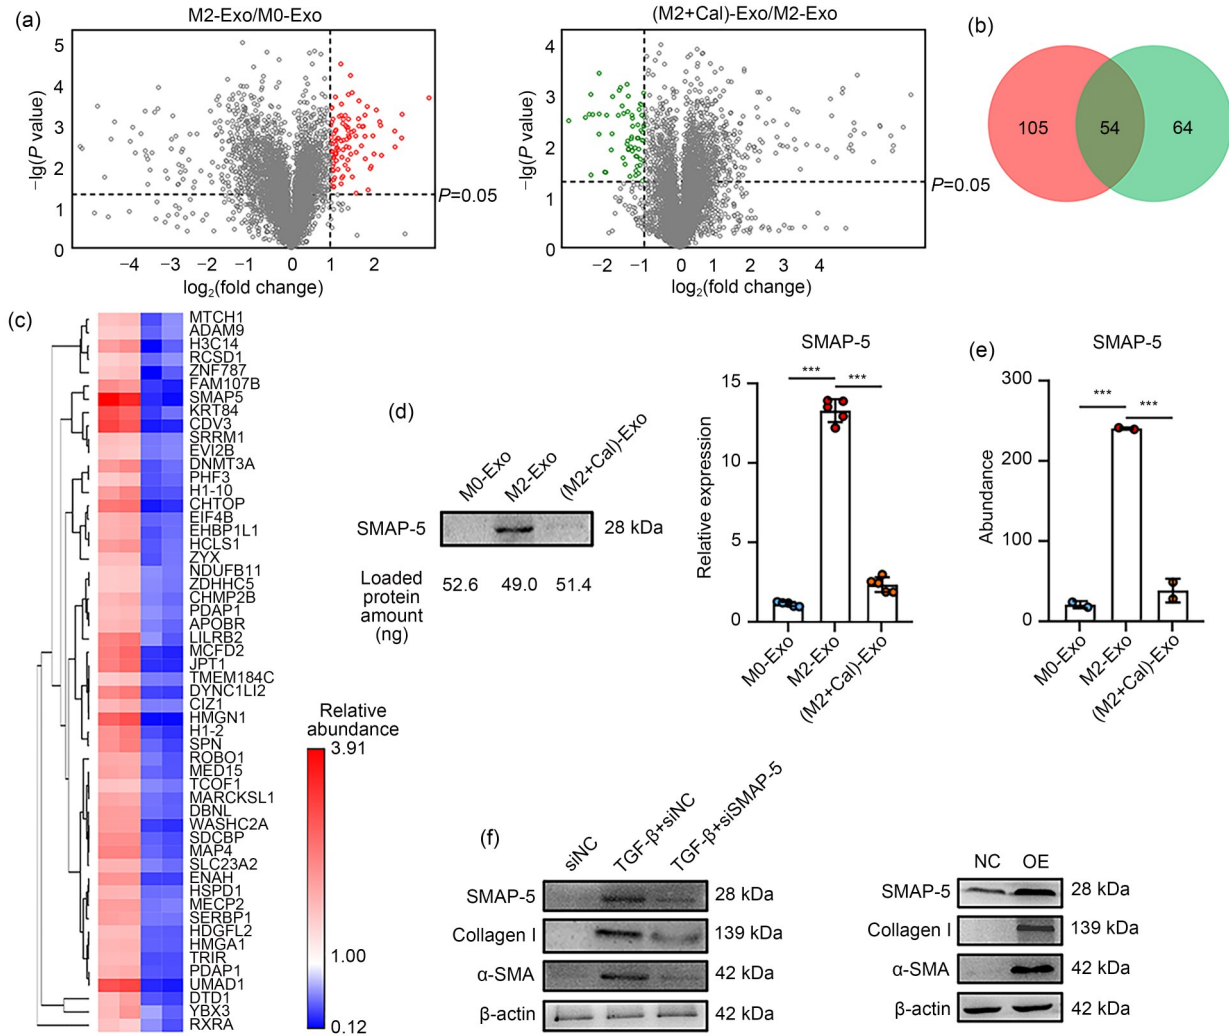 (a)
M2-Exo/M0-Exo
5
4
3
2
1
0
−lg(P value)
P=0.05
−4 −3 −2 −1 0 1 2
log₂(fold change)
(M2+Cal)-Exo/M2-Exo
4
3
2
1
0
−lg(P value)
P=0.05
−2 −1 0 1 2 3 4
log₂(fold change)
(b)
105 54 64
(c)
MTCH1
ADAM9
H3C14
RCSD1
ZNF787
FAM107B
SMAP5
KRT84
CDV3
SRRM1
EVI2B
DNMT3A
PHF3
H1-10
CHTOP
EIF4B
EHBP1L1
HCLS1
ZYX
NDUFB11
ZDHHC5
CHMP2B
PDAP1
APOBR
LILRB2
MCFD2
JPT1
TMEM184C
DYNC1LI2
CIZ1
HMGN1
H1-2
SPN
ROBO1
MED15
TCOF1
MARCKSL1
DBNL
WASHC2A
SDCBP
MAP4
SLC23A2
ENAH
HSPD1
MECP2
SERBP1
HDGFL2
HMGA1
TRIR
PDAP1
UMAD1
DTD1
YBX3
RXRA
Relative
abundance
3.91
1.00
0.12
(d)
M0-Exo
M2-Exo
(M2+Cal)-Exo
SMAP-5 28 kDa
Loaded
protein
amount
(ng)
52.6 49.0 51.4
SMAP-5
*** ***
15
10
5
0
Relative expression
M0-Exo
M2-Exo
(M2+Cal)-Exo
(e)
SMAP-5
*** ***
300
200
100
0
Abundance
M0-Exo
M2-Exo
(M2+Cal)-Exo
(f)
siNC
TGF-β+siNC
TGF-β+siSMAP-5
SMAP-5 28 kDa
Collagen I 139 kDa
α-SMA 42 kDa
β-actin 42 kDa
NC OE
SMAP-5 28 kDa
Collagen I 139 kDa
α-SMA 42 kDa
β-actin 42 kDa